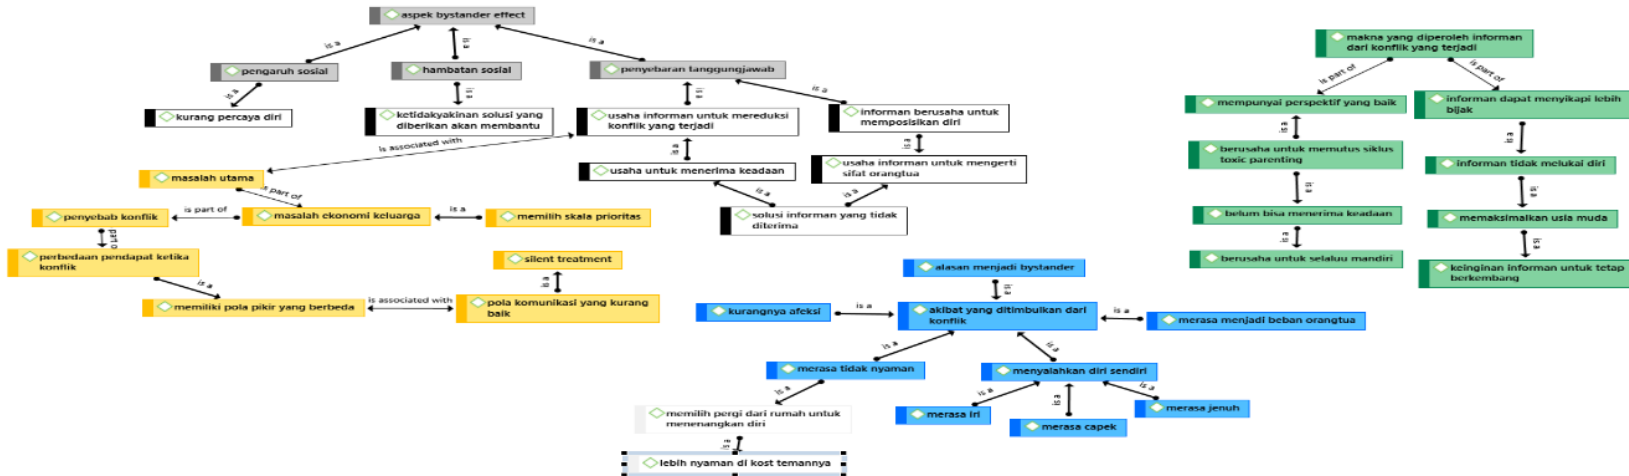 aspek bystander effect
is a
is a
is a
pengaruh sosial
hambatan sosial
penyebaran tanggungjawab
is a
is a
is a
is a
kurang percaya diri
ketidakyakinan solusi yang
diberikan akan membantu
usaha informan untuk mereduksi
konflik yang terjadi
informan berusaha untuk
memposisikan diri
is associated with
is a
is a
usaha untuk menerima keadaan
usaha informan untuk mengerti
sifat orangtua
is a
is a
solusi informan yang tidak
diterima
masalah utama
is part of
penyebab konflik
is part of
masalah ekonomi keluarga
is a
memilih skala prioritas
part o
perbedaan pendapat ketika
konflik
is a
memiliki pola pikir yang berbeda
is associated with
silent treatment
is a
pola komunikasi yang kurang
baik
alasan menjadi bystander
is a
kurangnya afeksi
is a
akibat yang ditimbulkan dari
konflik
is a
merasa menjadi beban orangtua
is a
is a
merasa tidak nyaman
menyalahkan diri sendiri
is a
is a
is a
is a
merasa iri
merasa capek
merasa jenuh
memilih pergi dari rumah untuk
menenangkan diri
is a
lebih nyaman di kost temannya
makna yang diperoleh informan
dari konflik yang terjadi
is part of
is part of
mempunyai perspektif yang baik
informan dapat menyikapi lebih
bijak
is a
is a
berusaha untuk memutus siklus
toxic parenting
informan tidak melukai diri
is a
is a
belum bisa menerima keadaan
memaksimalkan usia muda
is a
is a
berusaha untuk selaluu mandiri
keinginan informan untuk tetap
berkembang